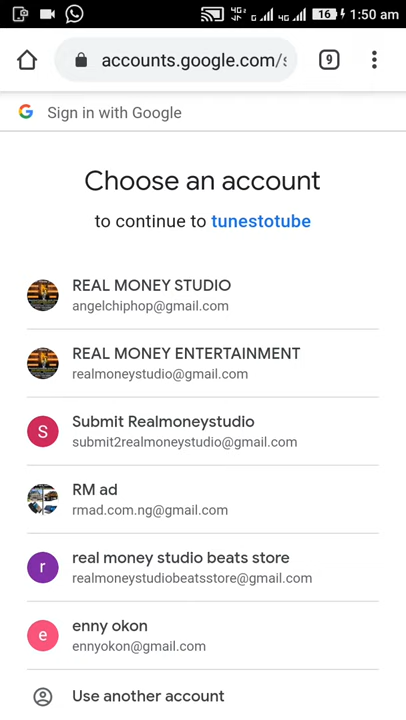 16 1:50 am
accounts.google.com/s
9
Sign in with Google
Choose an account
to continue to tunestotube
REAL MONEY STUDIO
angelchiphop@gmail.com
REAL MONEY ENTERTAINMENT
realmoneystudio@gmail.com
S
Submit Realmoneystudio
submit2realmoneystudio@gmail.com
RM ad
rmad.com.ng@gmail.com
r
real money studio beats store
realmoneystudiobeatsstore@gmail.com
e
enny okon
ennyokon@gmail.com
Use another account